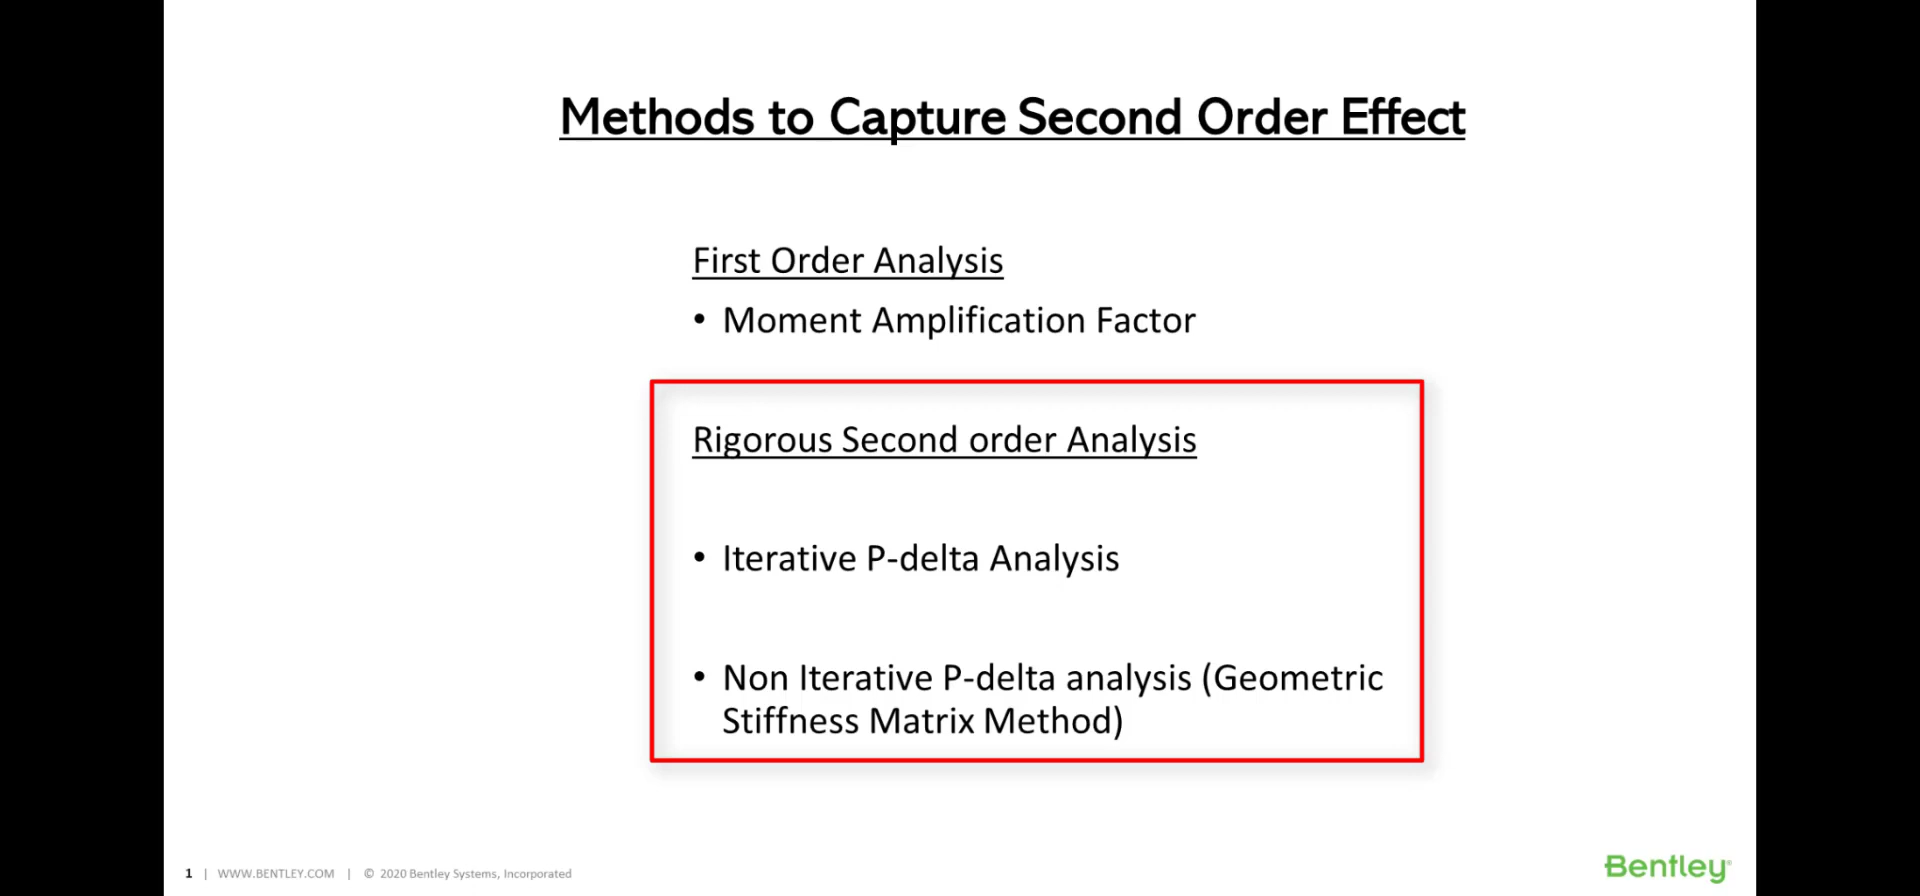 Methods to Capture Second Order Effect
First Order Analysis
• Moment Amplification Factor
Rigorous Second order Analysis
• Iterative P-delta Analysis
• Non Iterative P-delta analysis (Geometric
Stiffness Matrix Method)
1 | WWW.BENTLEY.COM | © 2020 Bentley Systems, Incorporated
Bentley®